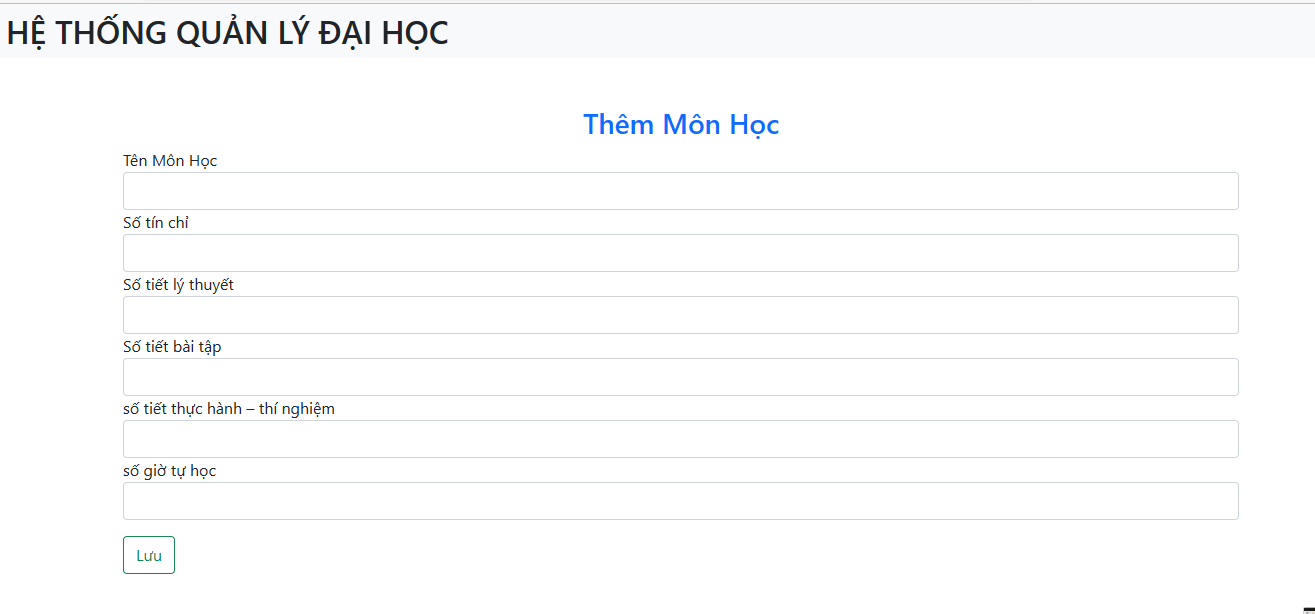 HỆ THỐNG QUẢN LÝ ĐẠI HỌC
Thêm Môn Học
Tên Môn Học
Số tín chỉ
Số tiết lý thuyết
Số tiết bài tập
số tiết thực hành – thí nghiệm
số giờ tự học
Lưu